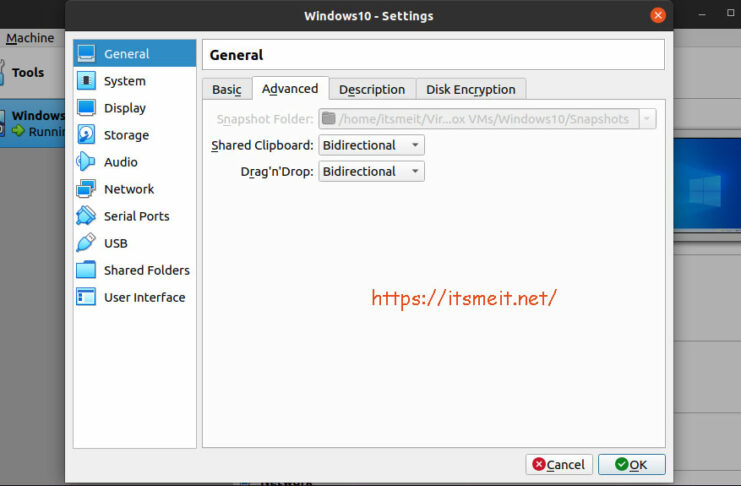 Windows10 - Settings
Machine
Tools
Windows
Runnin
General
System
Display
Storage
Audio
Network
Serial Ports
USB
Shared Folders
User Interface
General
Basic
Advanced
Description
Disk Encryption
Snapshot Folder: /home/itsmeit/Vir...ox VMs/Windows10/Snapshots
Shared Clipboard: Bidirectional
Drag'n'Drop: Bidirectional
https://itsmeit.net/
Cancel
OK
Network